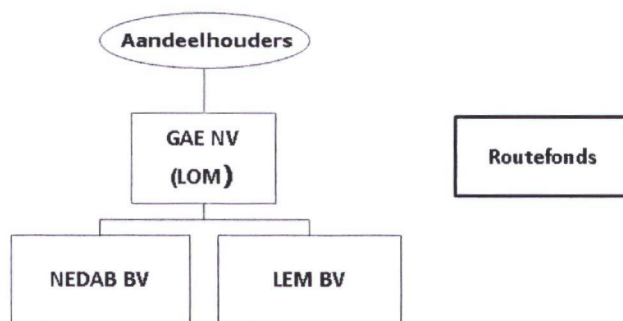 Aandeelhouders
GAE NV
(LOM)
Routefonds
NEDAB BV
LEM BV